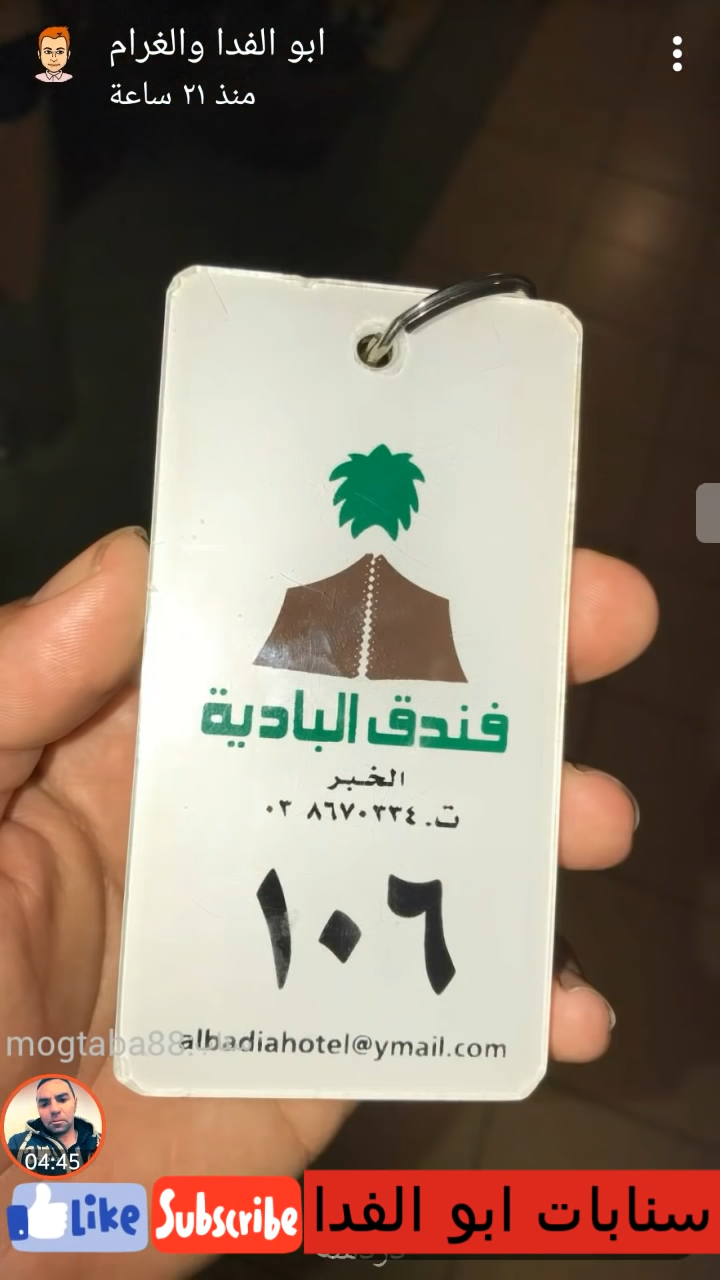 ابو الفدا والغرام
منذ ٢١ ساعة
فندق البادية
الخبر
ت. ٨٦٧٠٣٣٤ ٠٣
١٠٦
albadiahotel@ymail.com
mogtaba88
04:45
Like
Subscribe
سنابات ابو الفدا